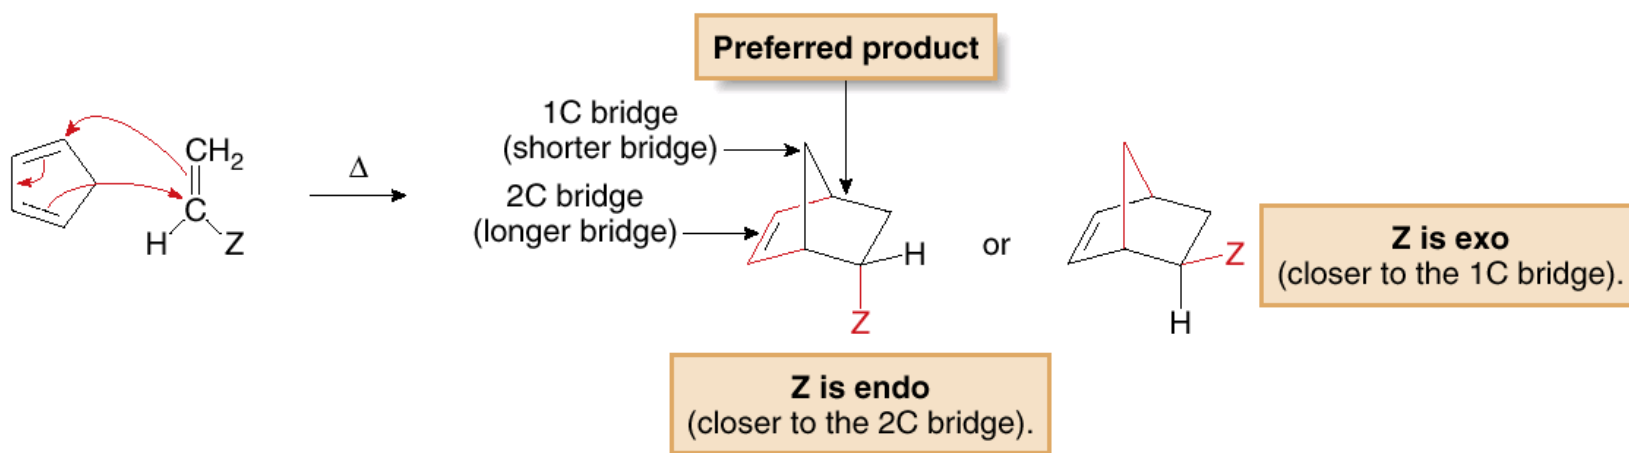 Preferred product
1C bridge
(shorter bridge)
2C bridge
(longer bridge)
CH₂
C
H
Z
Δ
H
Z
or
Z
H
Z is exo
(closer to the 1C bridge).
Z is endo
(closer to the 2C bridge).